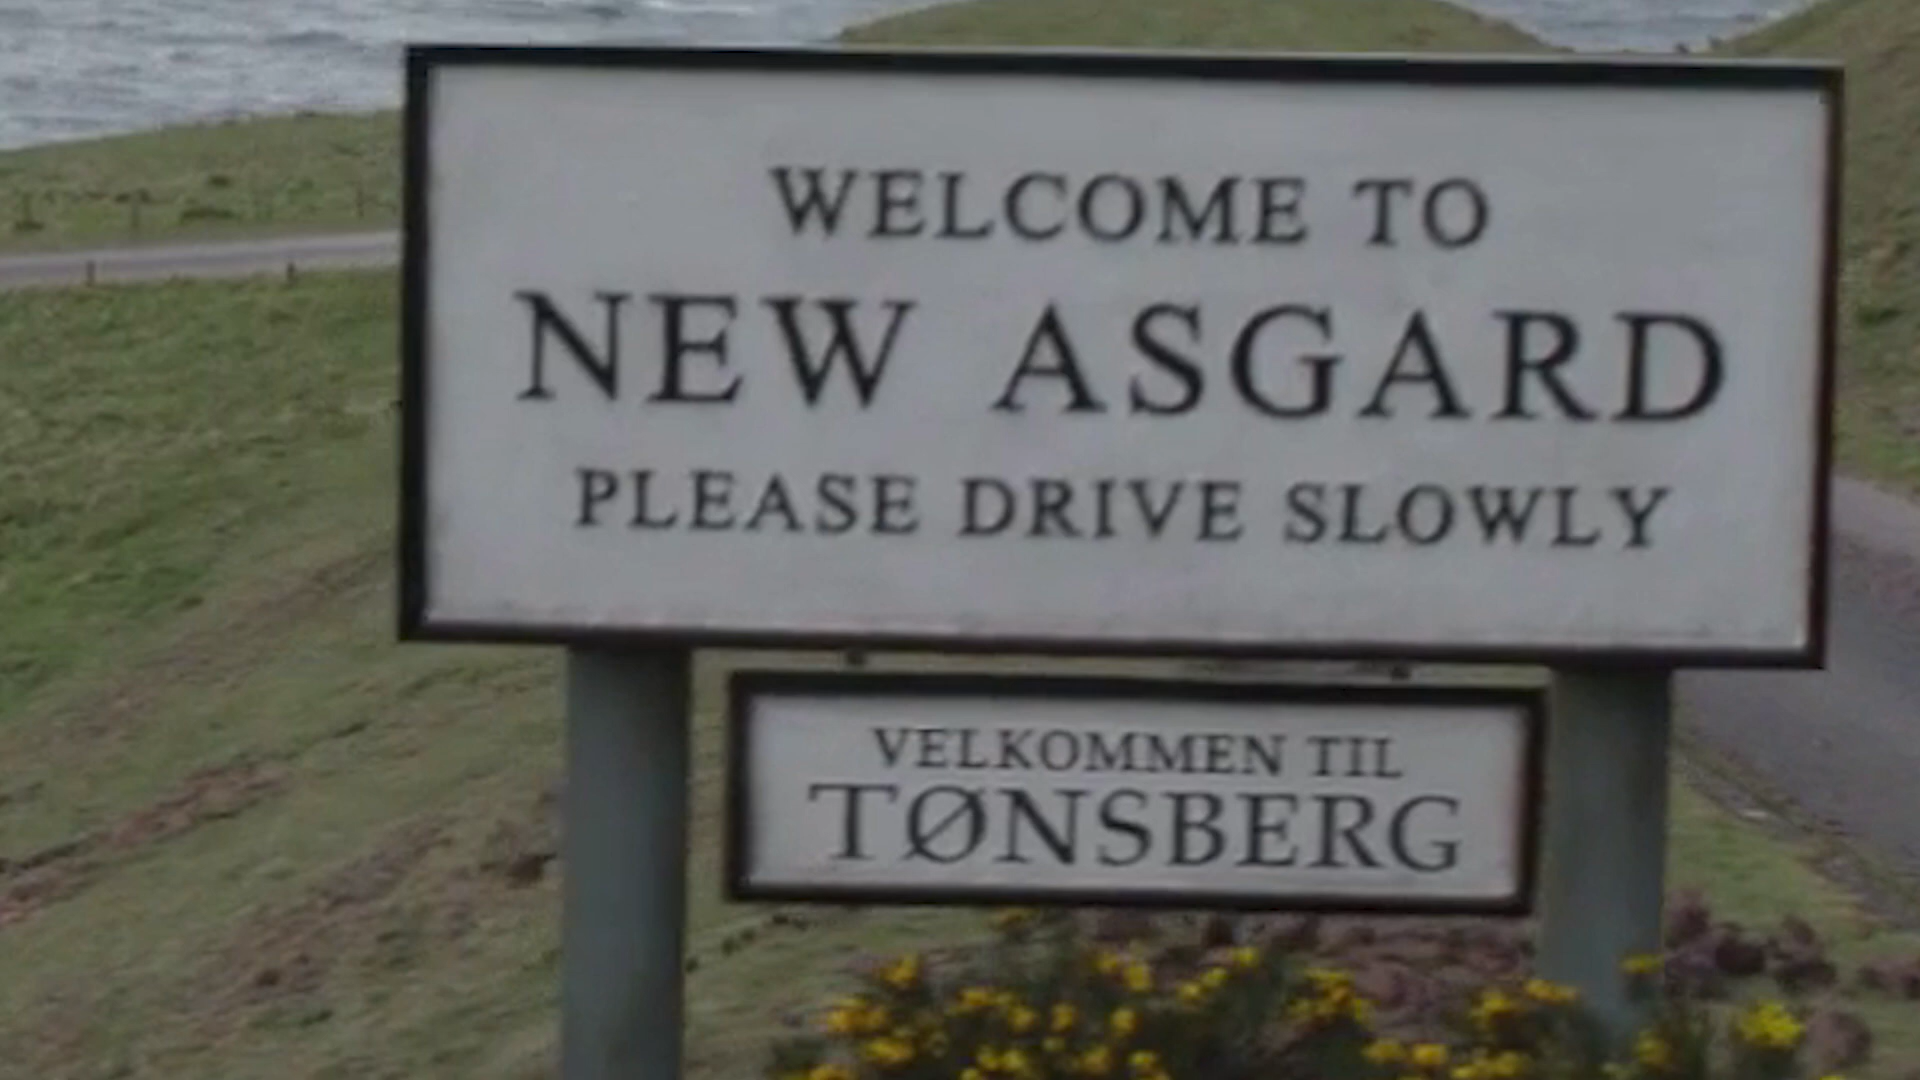 WELCOME TO
NEW ASGARD
PLEASE DRIVE SLOWLY
VELKOMMEN TIL
TØNSBERG